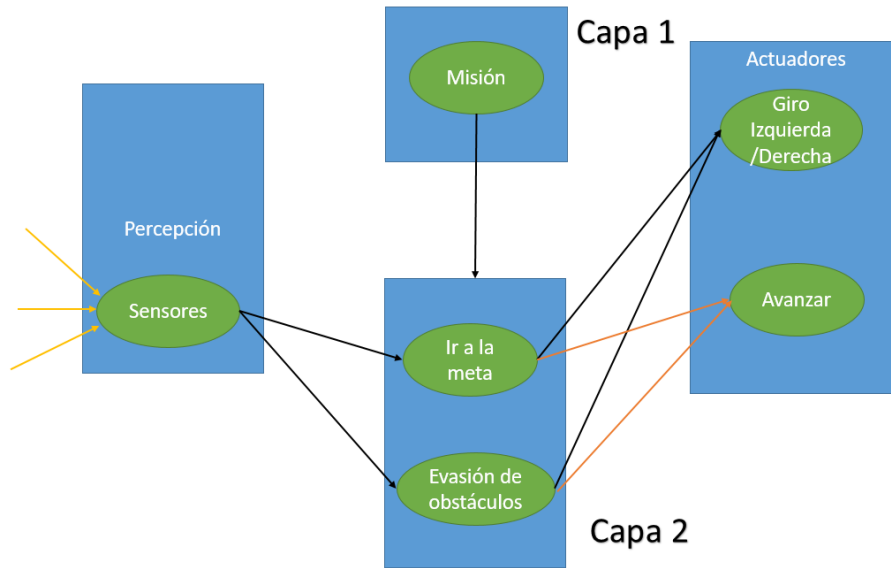 Capa 1
Misión
Actuadores
Giro
Izquierda
/Derecha
Percepción
Sensores
Avanzar
Ir a la
meta
Evasión de
obstáculos
Capa 2